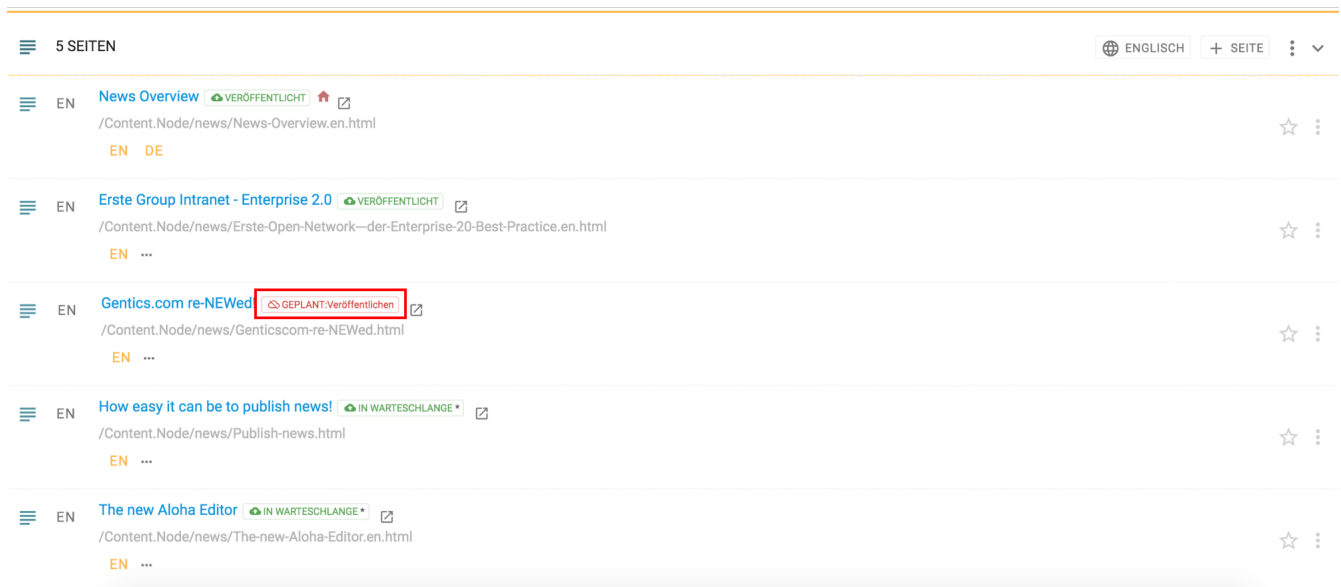 5 SEITEN ENGLISCH + SEITE
EN News Overview VERÖFFENTLICHT
/Content.Node/news/News-Overview.en.html
EN DE
EN Erste Group Intranet - Enterprise 2.0 VERÖFFENTLICHT
/Content.Node/news/Erste-Open-Network—der-Enterprise-20-Best-Practice.en.html
EN ···
EN Gentics.com re-NEWed! GEPLANT:Veröffentlichen
/Content.Node/news/Genticscom-re-NEWed.html
EN ···
EN How easy it can be to publish news! IN WARTESCHLANGE *
/Content.Node/news/Publish-news.html
EN ···
EN The new Aloha Editor IN WARTESCHLANGE *
/Content.Node/news/The-new-Aloha-Editor.en.html
EN ···